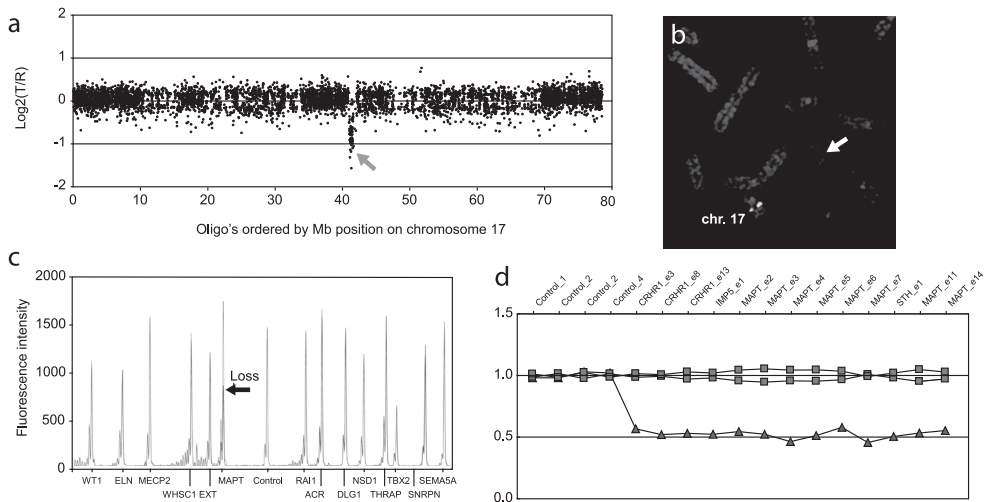 a
2
1
0
-1
-2
Log2(T/R)
0 10 20 30 40 50 60 70 80
Oligo's ordered by Mb position on chromosome 17
b
chr. 17
c
2000
1500
1000
500
0
Fluorescence intensity
Loss
WT1 ELN MECP2 MAPT Control RAI1 NSD1 TBX2 SEMA5A
WHSC1 EXT ACR DLG1 THRAP SNRPN
d
Control_1 Control_2 Control_2 Control_4 CRHR1_e3 CRHR1_e8 CRHR1_e13 IMP5_e1 MAPT_e2 MAPT_e3 MAPT_e4 MAPT_e5 MAPT_e6 MAPT_e7 STH_e1 MAPT_e11 MAPT_e14
1.5
1.0
0.5
0.0